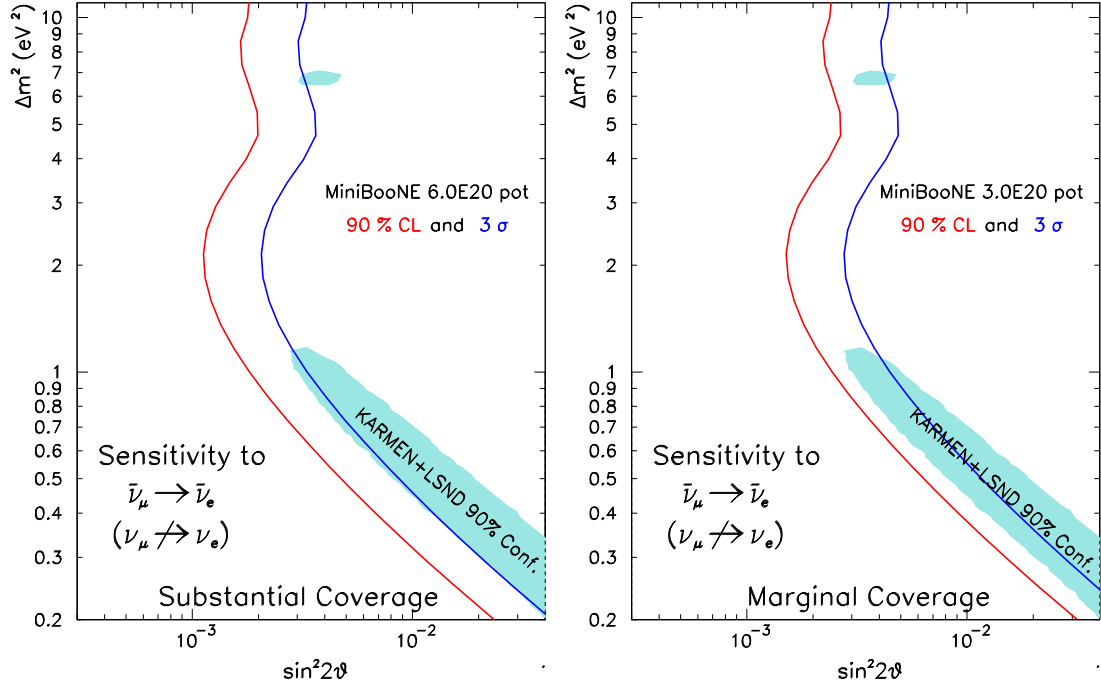 Δm² (eV²)
10
9
8
7
6
5
4
3
2
1
0.9
0.8
0.7
0.6
0.5
0.4
0.3
0.2
MiniBooNE 6.0E20 pot
90 % CL and 3 σ
KARMEN+LSND 90% Conf.
Sensitivity to
ν̄μ → ν̄e
(νμ ↛ νe)
Substantial Coverage
10⁻³ 10⁻²
sin²2ϑ
Δm² (eV²)
10
9
8
7
6
5
4
3
2
1
0.9
0.8
0.7
0.6
0.5
0.4
0.3
0.2
MiniBooNE 3.0E20 pot
90 % CL and 3 σ
KARMEN+LSND 90% Conf.
Sensitivity to
ν̄μ → ν̄e
(νμ ↛ νe)
Marginal Coverage
10⁻³ 10⁻²
sin²2ϑ